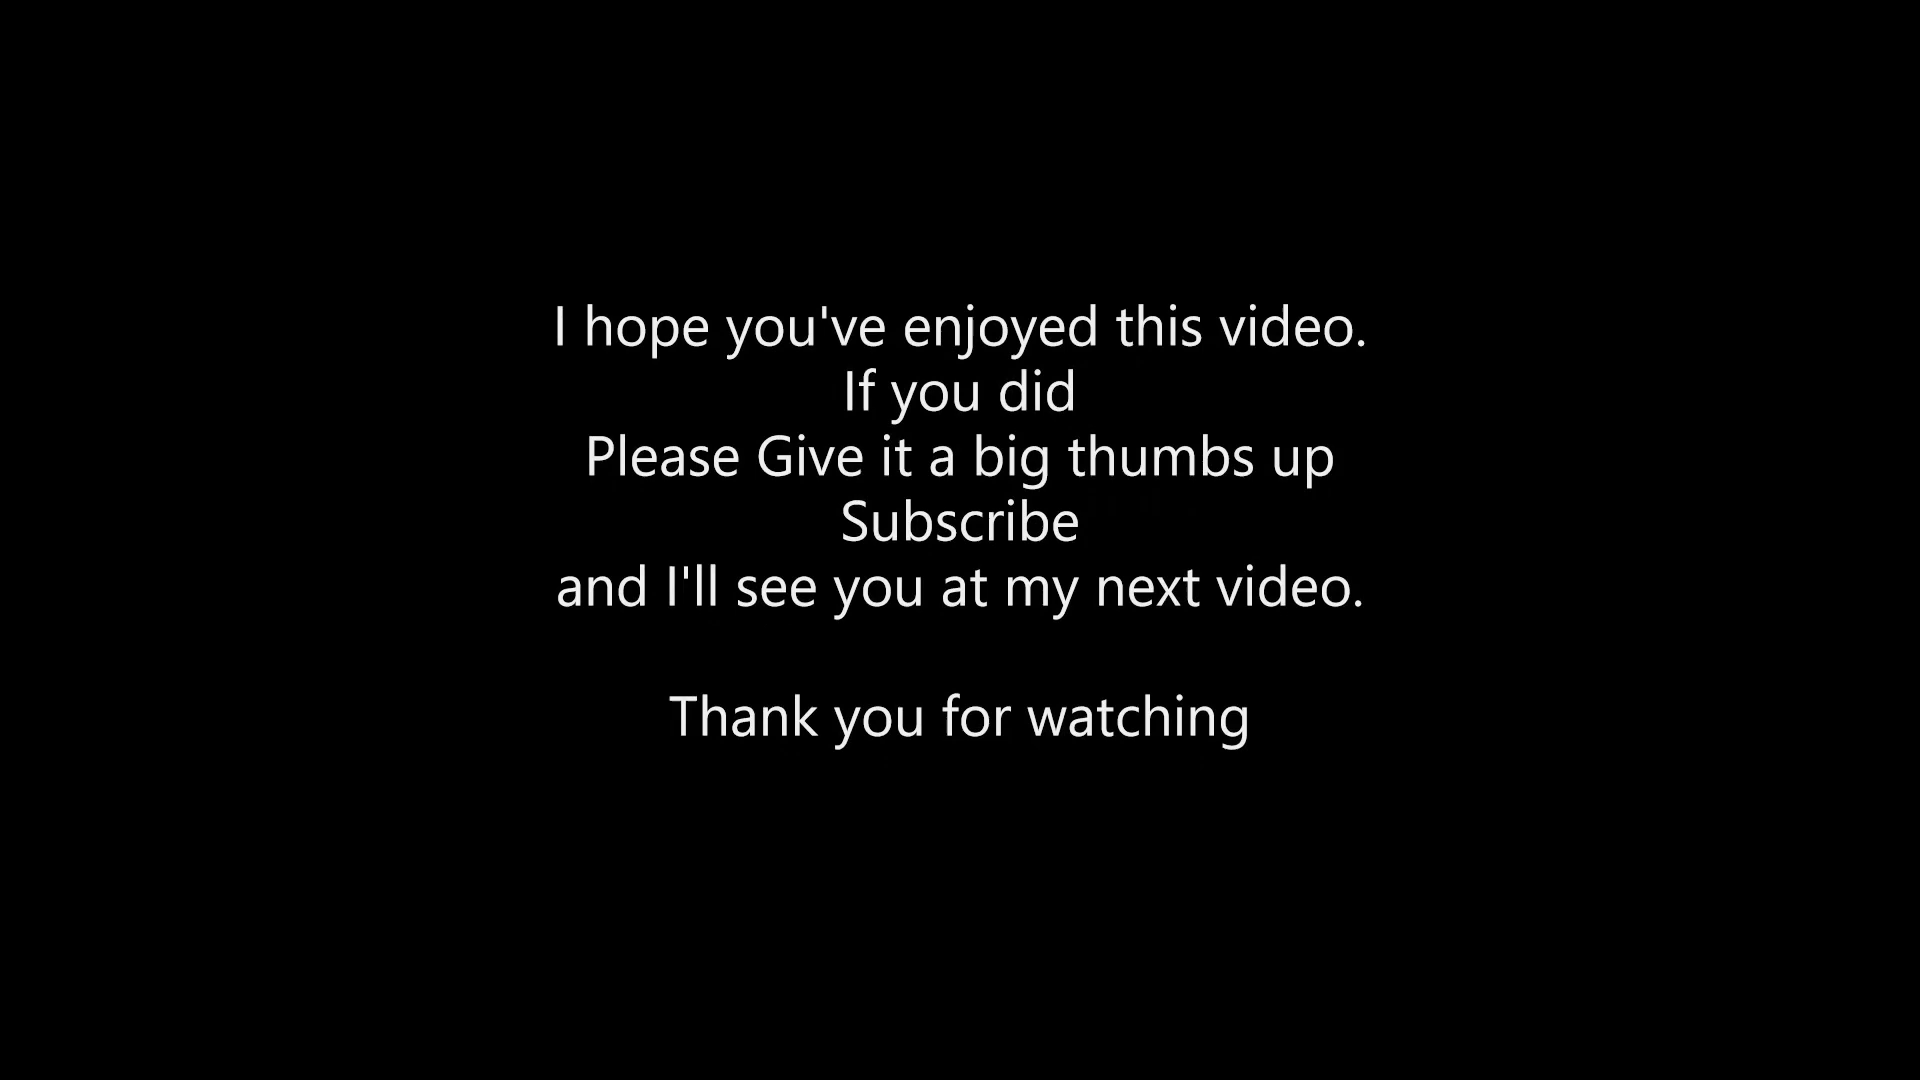 I hope you've enjoyed this video.
If you did
Please Give it a big thumbs up
Subscribe
and I'll see you at my next video.
Thank you for watching